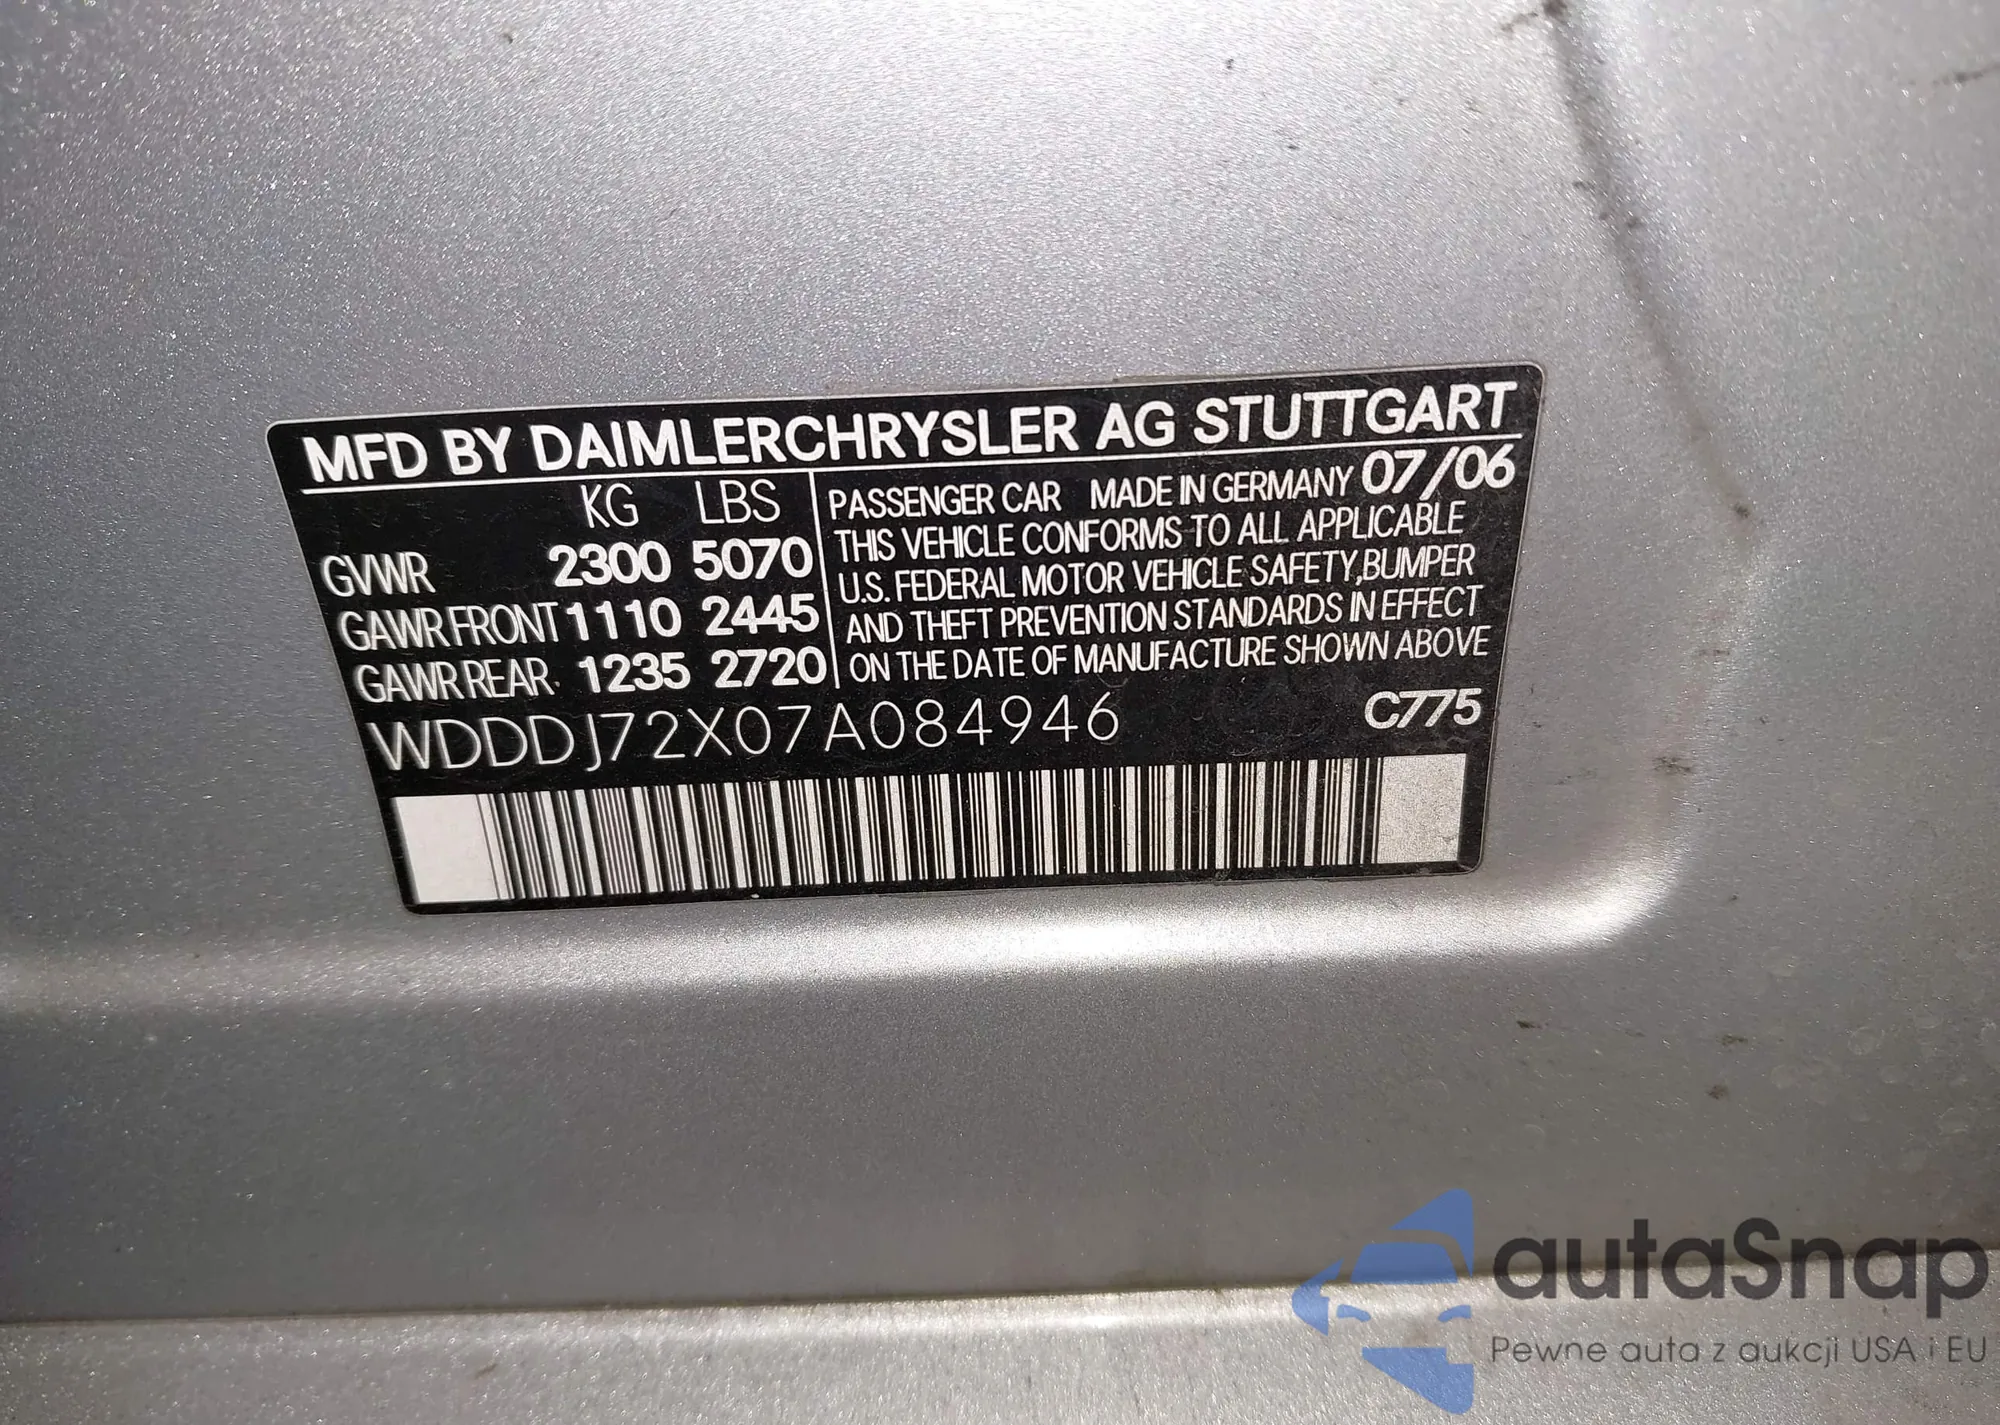 MFD BY DAIMLERCHRYSLER AG STUTTGART
KG LBS
GVWR 2300 5070
GAWR FRONT 1110 2445
GAWR REAR 1235 2720
PASSENGER CAR MADE IN GERMANY 07/06
THIS VEHICLE CONFORMS TO ALL APPLICABLE
U.S. FEDERAL MOTOR VEHICLE SAFETY, BUMPER
AND THEFT PREVENTION STANDARDS IN EFFECT
ON THE DATE OF MANUFACTURE SHOWN ABOVE
WDDDJ72X07A084946 C775
autaSnap
Pewne auta z aukcji USA i EU